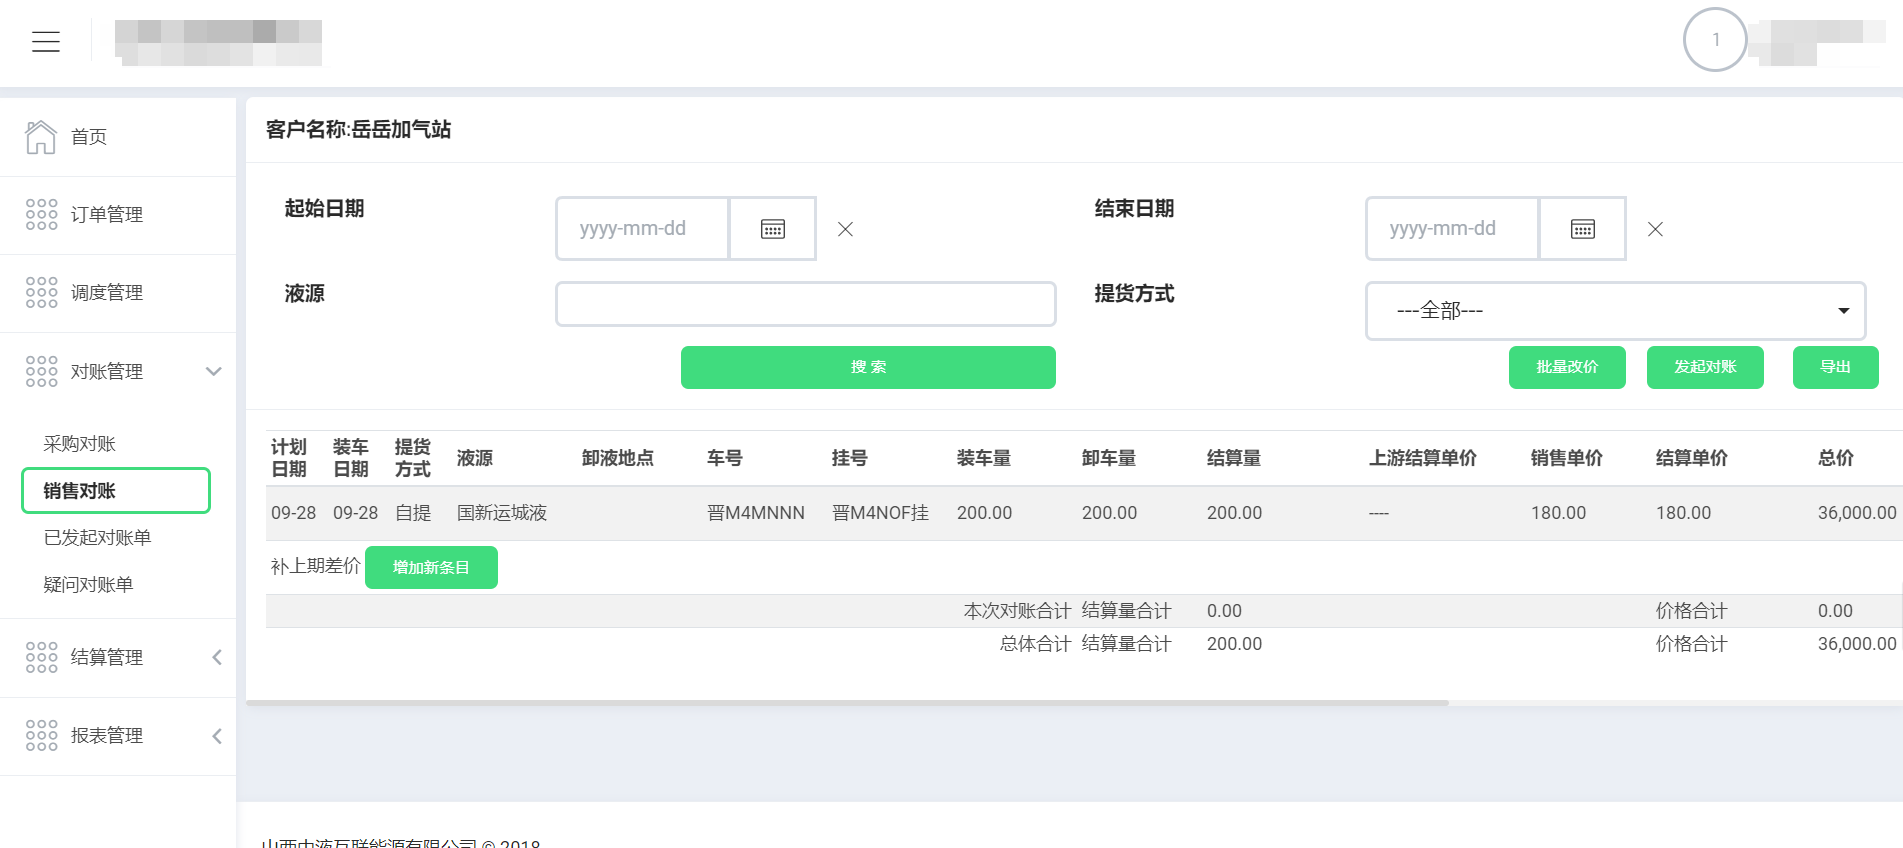 1
首页
订单管理
调度管理
对账管理
采购对账
销售对账
已发起对账单
疑问对账单
结算管理
报表管理
客户名称:岳岳加气站
起始日期 yyyy-mm-dd 结束日期 yyyy-mm-dd
液源 提货方式 ---全部---
搜 索 批量改价 发起对账 导出
计划日期 装车日期 提货方式 液源 卸液地点 车号 挂号 装车量 卸车量 结算量 上游结算单价 销售单价 结算单价 总价
09-28 09-28 自提 国新运城液 晋M4MNNN 晋M4NOF挂 200.00 200.00 200.00 ---- 180.00 180.00 36,000.00
补上期差价 增加新条目
本次对账合计 结算量合计 0.00 价格合计 0.00
总体合计 结算量合计 200.00 价格合计 36,000.00
山西中液互联能源有限公司 © 2018